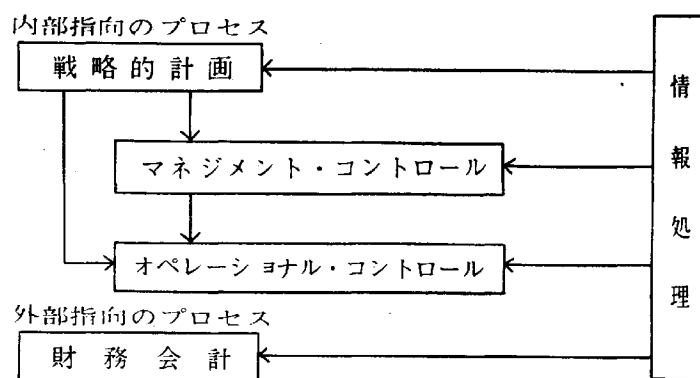 内部指向のプロセス
戦略的計画
マネジメント・コントロール
オペレーショナル・コントロール
外部指向のプロセス
財務会計
情報処理